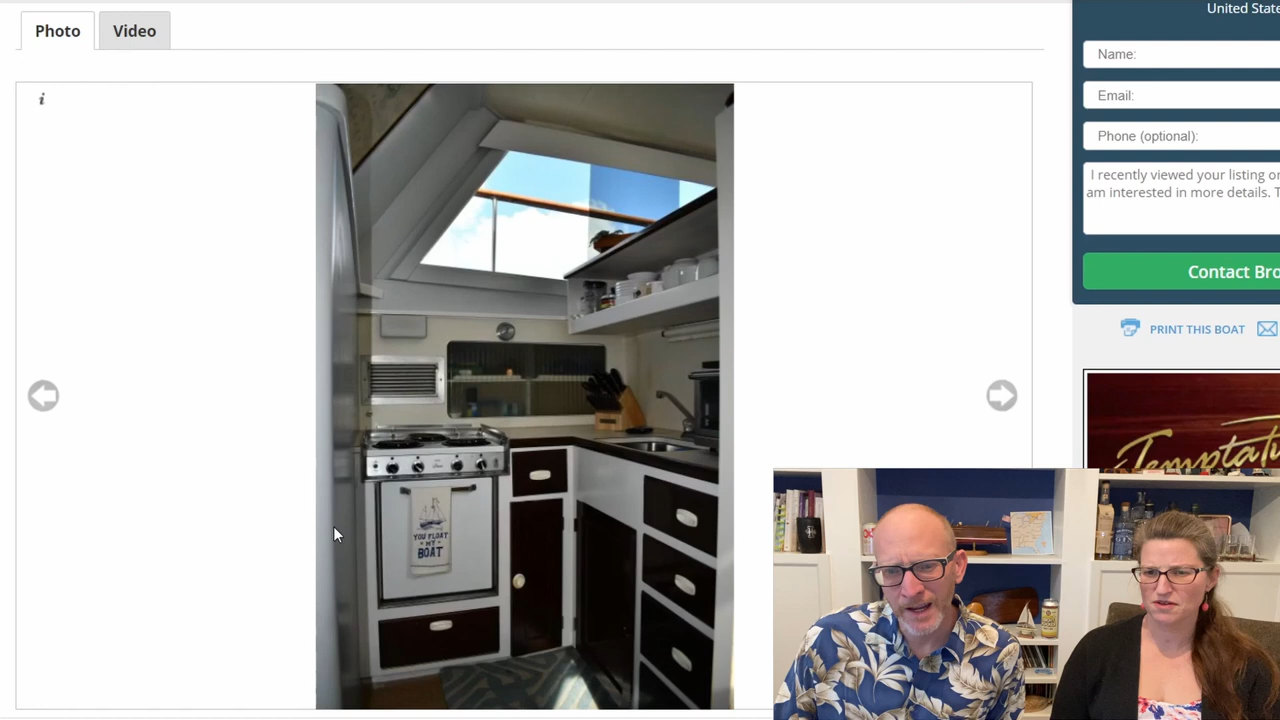 United State
Photo
Video
Name:
Email:
i
Phone (optional):
I recently viewed your listing or
am interested in more details. T
Contact Bro
PRINT THIS BOAT
Temptati
YOU FLOAT
MY
BOAT